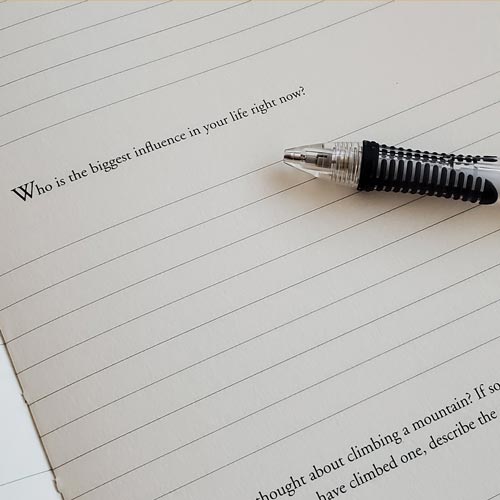 Who is the biggest influence in your life right now?
thought about climbing a mountain? If so
have climbed one, describe the